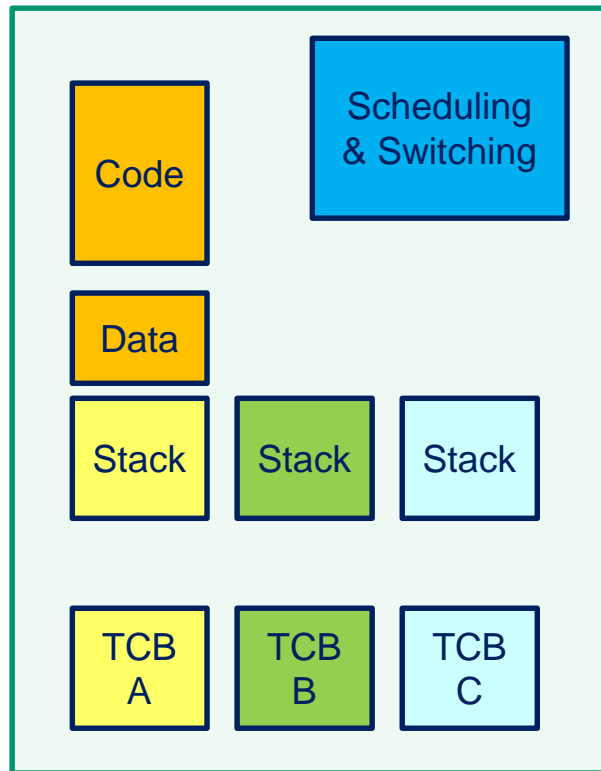 Scheduling
& Switching
Code
Data
Stack
Stack
Stack
TCB
A
TCB
B
TCB
C